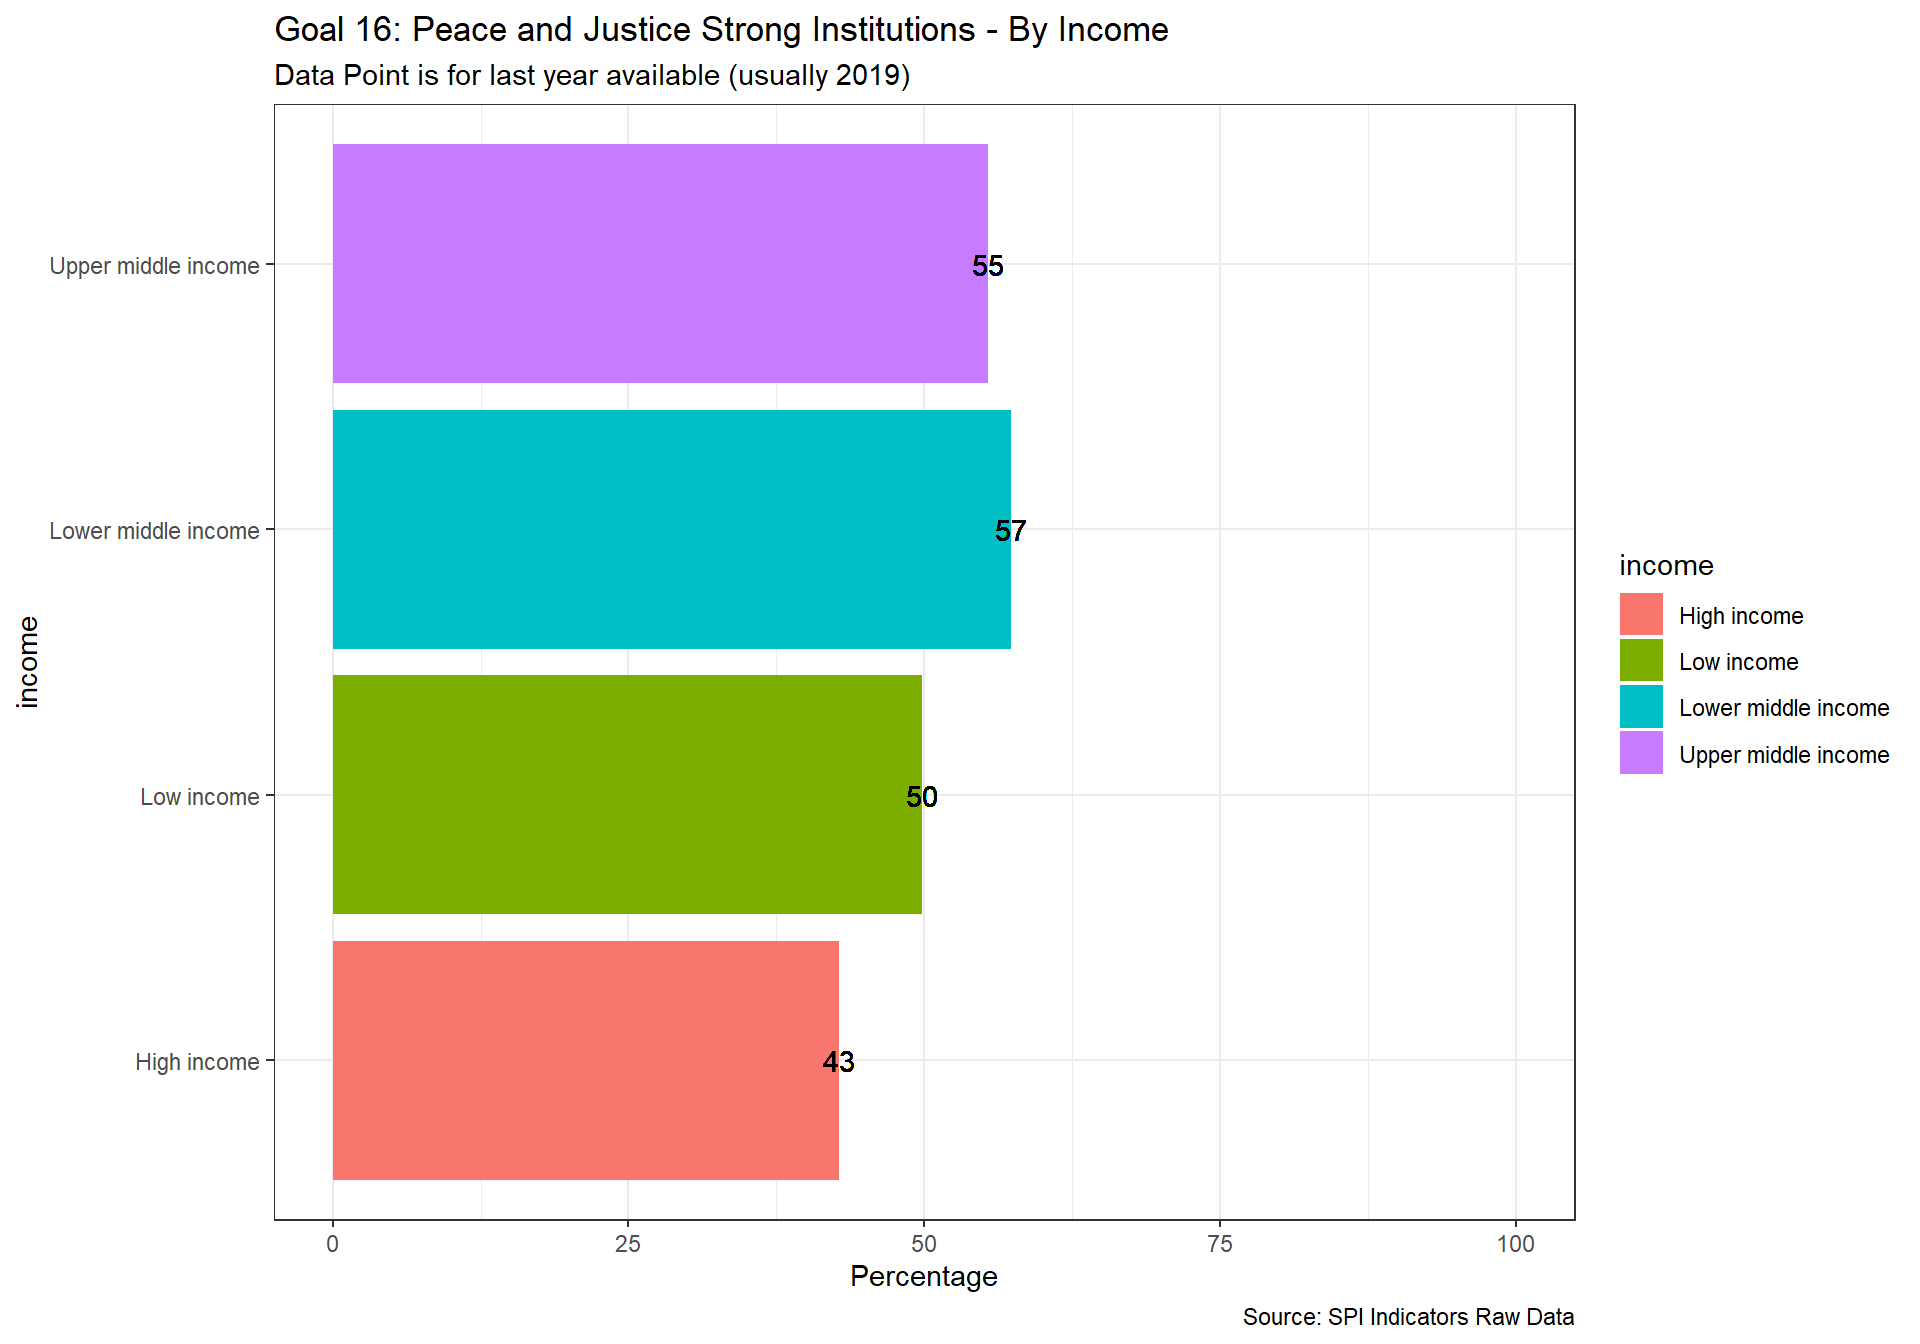 Goal 16: Peace and Justice Strong Institutions - By Income
Data Point is for last year available (usually 2019)
Upper middle income
55
Lower middle income
57
Low income
50
High income
43
income
0 25 50 75 100
Percentage
income
High income
Low income
Lower middle income
Upper middle income
Source: SPI Indicators Raw Data